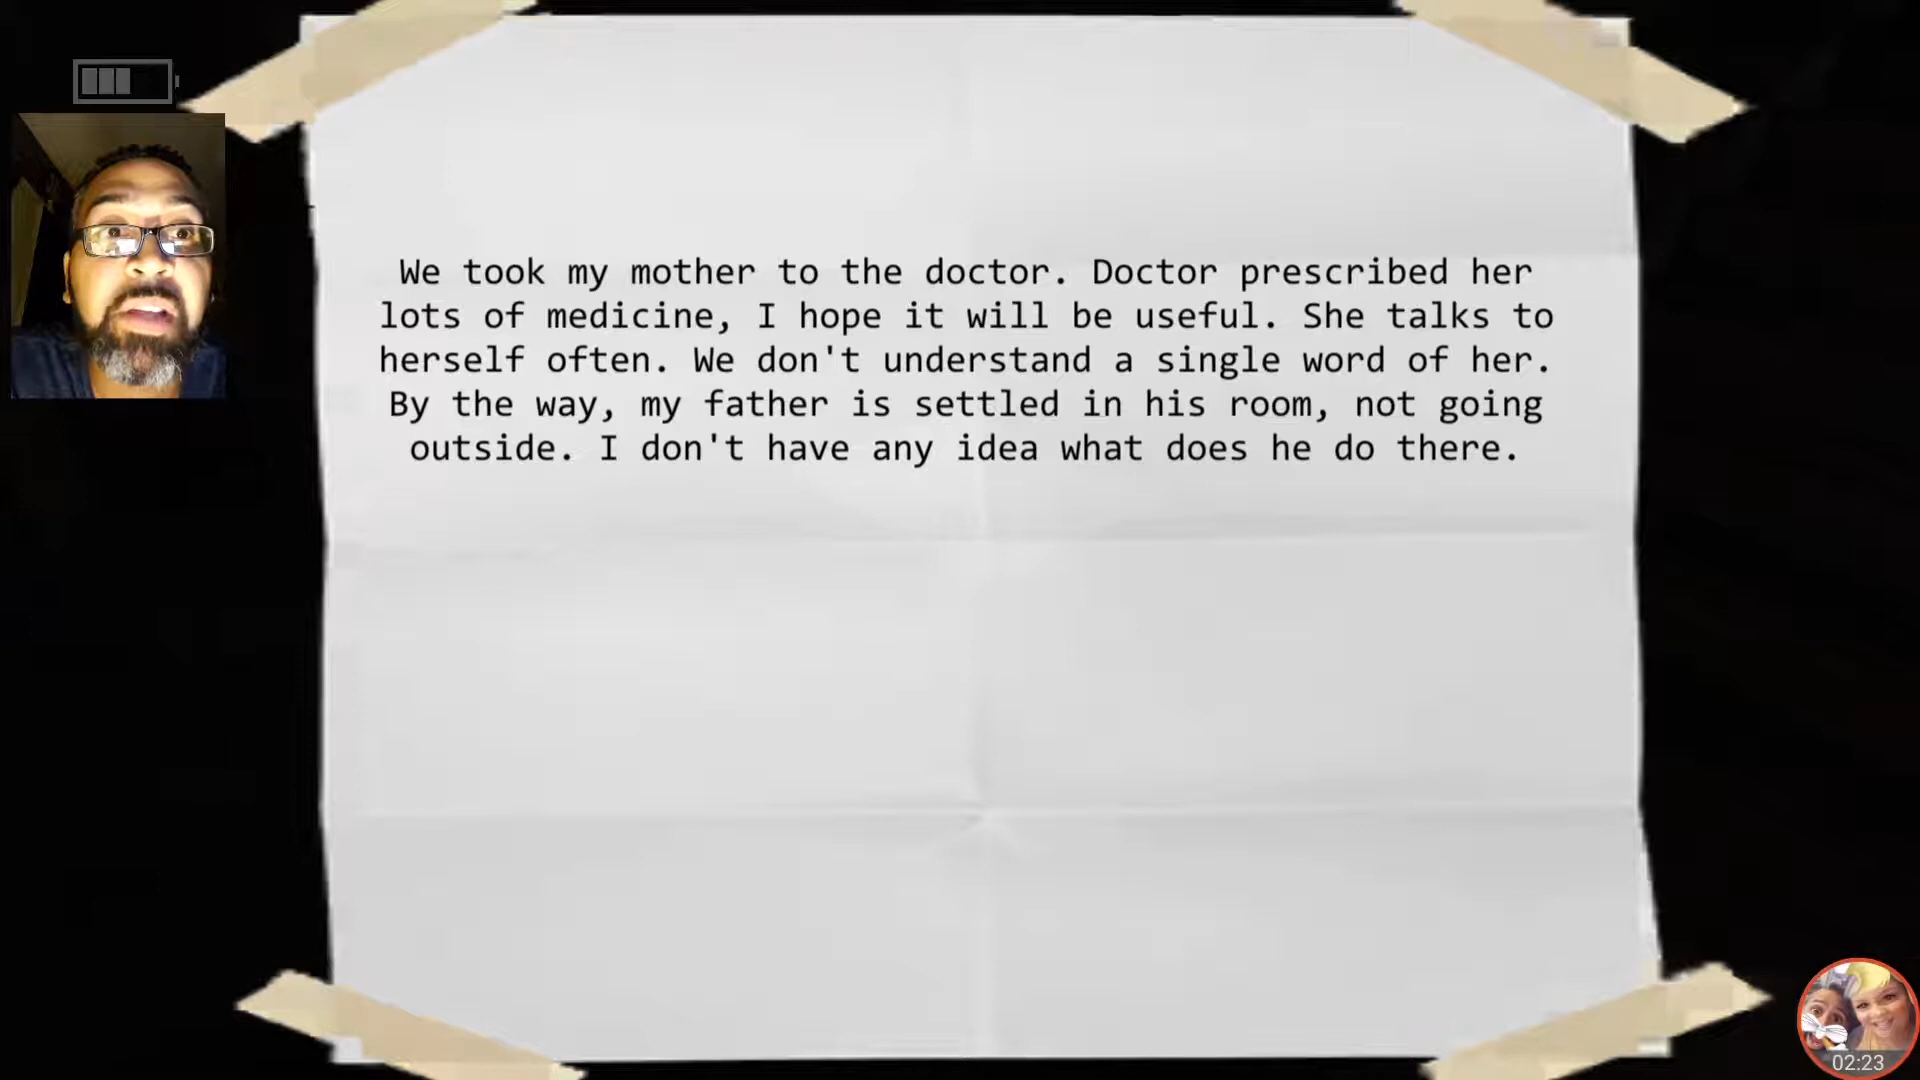 We took my mother to the doctor. Doctor prescribed her
lots of medicine, I hope it will be useful. She talks to
herself often. We don't understand a single word of her.
By the way, my father is settled in his room, not going
outside. I don't have any idea what does he do there.
02:23